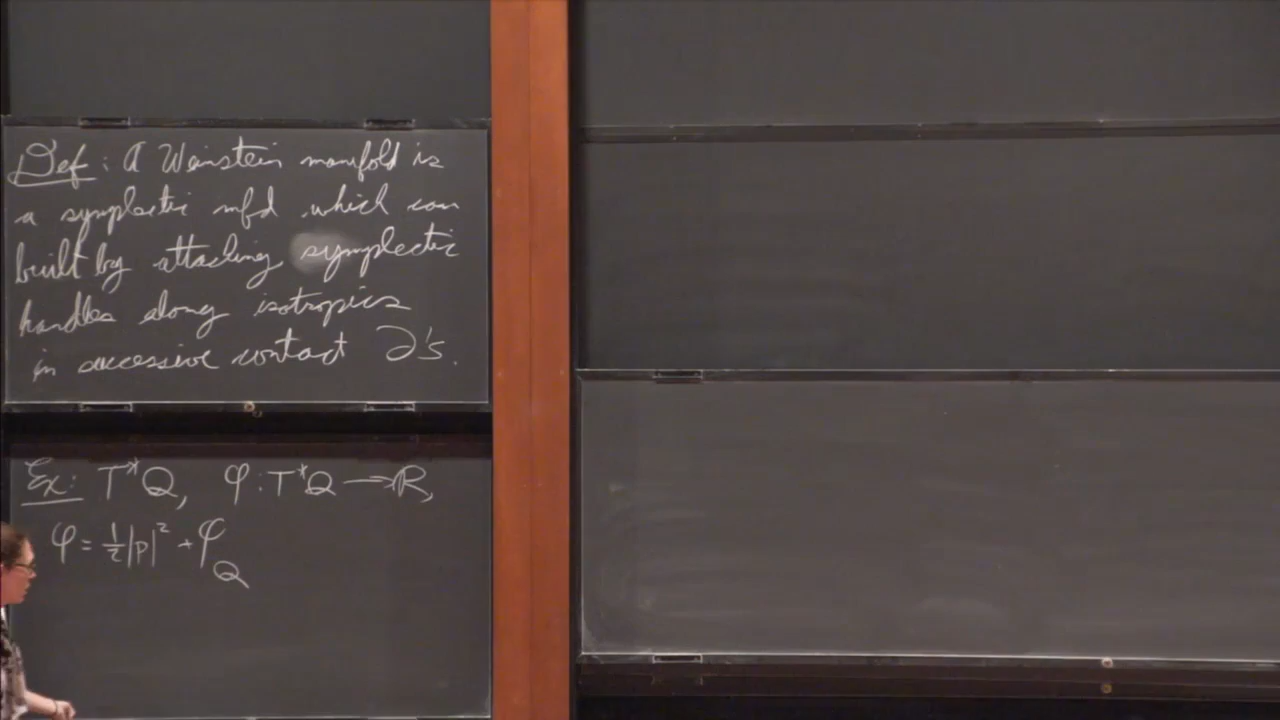 Def: A Weinstein manifold is
a symplectic mfd which can
built by attaching symplectic
handles along isotropics
in successive contact ∂'s.
Ex: T*Q, φ: T*Q → R,
φ = ½|p|² + φ_Q